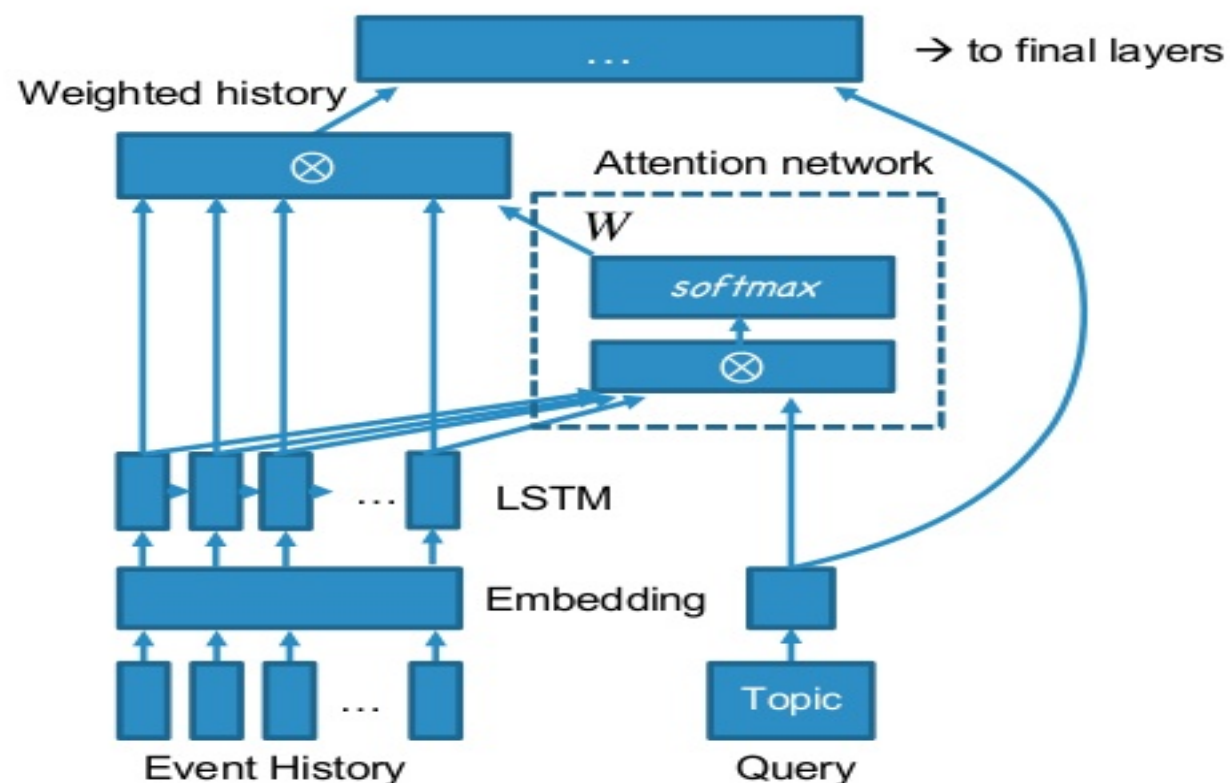 ...
→ to final layers
Weighted history
⊗
Attention network
W
softmax
⊗
...
LSTM
Embedding
...
Topic
Event History
Query